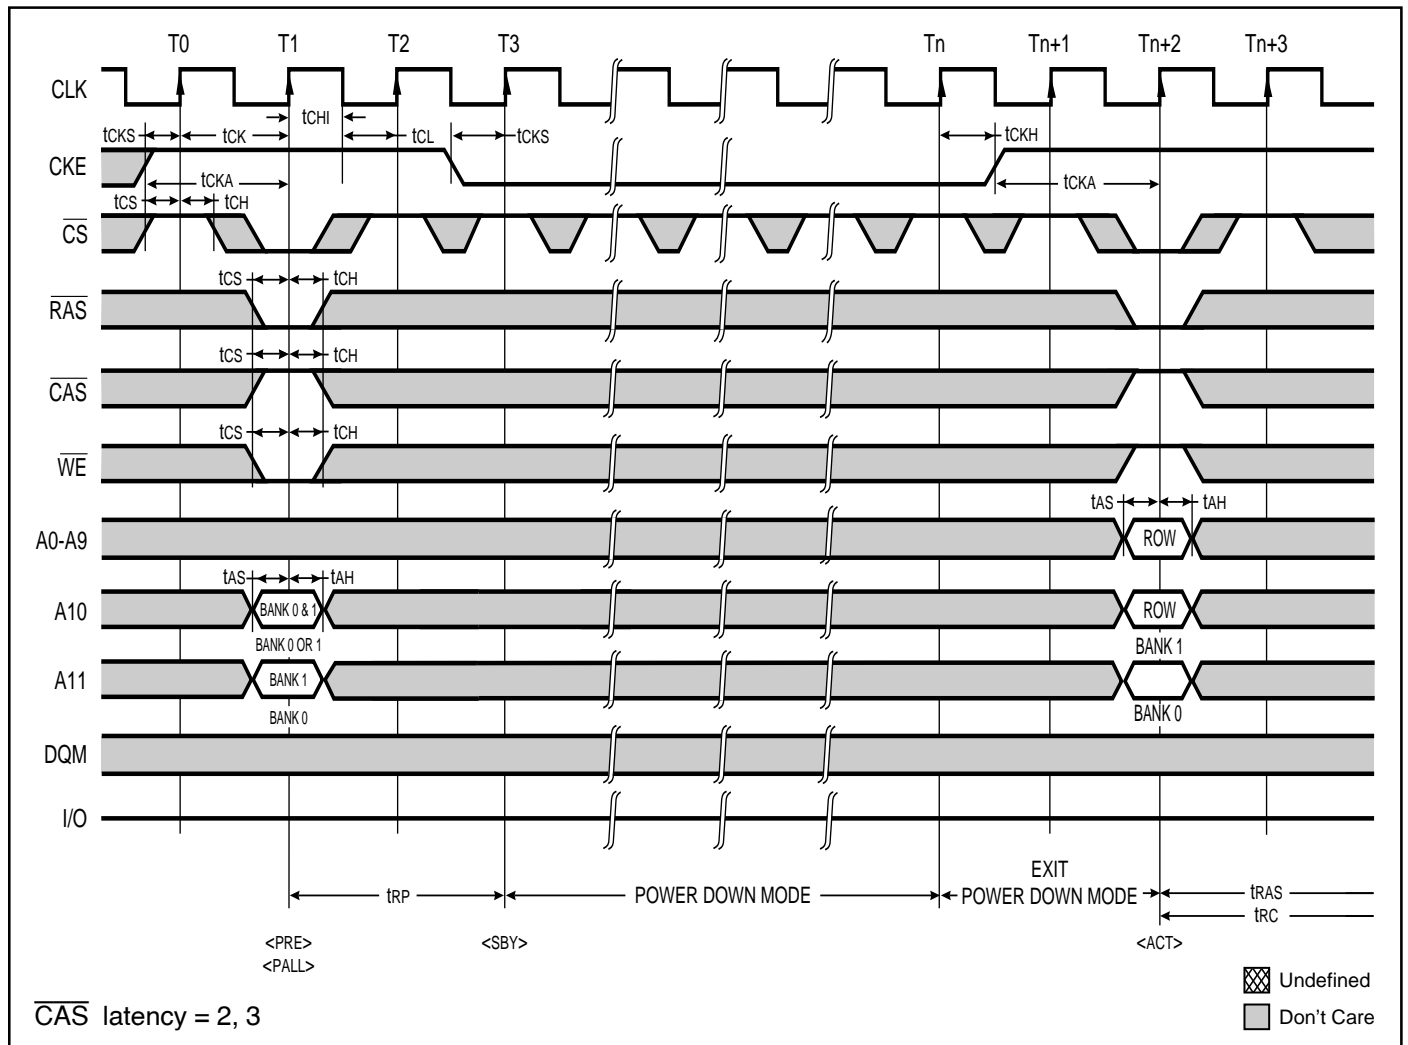 T0 T1 T2 T3 Tn Tn+1 Tn+2 Tn+3
CLK
tCHI
tCKS tCK tCL tCKS tCKH
CKE
tCKA tCKA
tCS tCH
CS
tCS tCH
RAS
tCS tCH
CAS
tCS tCH
WE
tAS tAH
A0-A9 ROW
tAS tAH
A10 BANK 0 & 1 ROW
BANK 0 OR 1 BANK 1
A11 BANK 1
BANK 0 BANK 0
DQM
I/O
EXIT
tRP POWER DOWN MODE POWER DOWN MODE tRAS
tRC
<PRE> <SBY> <ACT>
<PALL>
Undefined
CAS latency = 2, 3 Don't Care